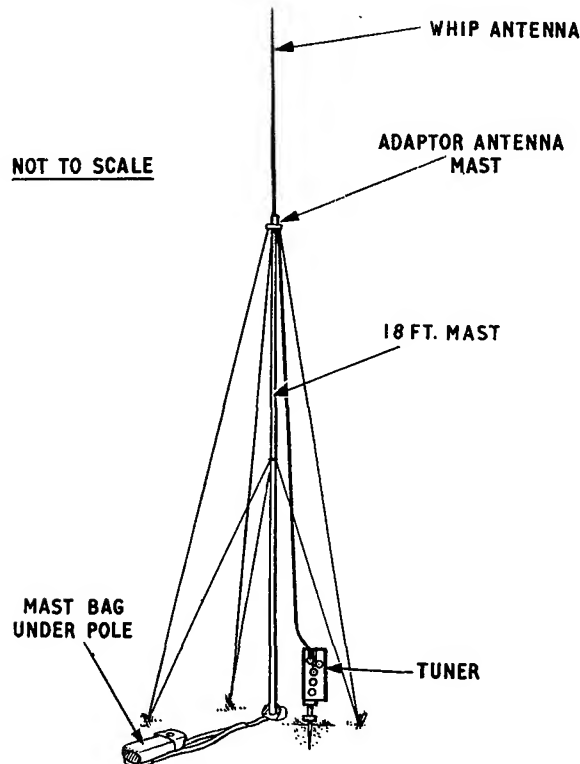 WHIP ANTENNA
NOT TO SCALE
ADAPTOR ANTENNA
MAST
18 FT. MAST
MAST BAG
UNDER POLE
TUNER